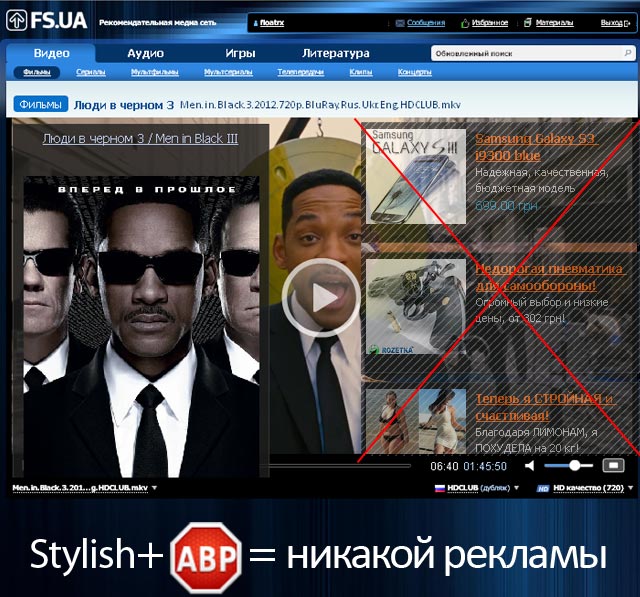 FS.UA Рекомендательная медиа сеть floatrx Сообщения Избранное Материалы Выход
Видео Аудио Игры Литература Обновленный поиск
Фильмы Сериалы Мультфильмы Мультсериалы Телепередачи Клипы Концерты
Фильмы Люди в черном 3 Men.in.Black.3.2012.720p.BluRay.Rus.Ukr.Eng.HDCLUB.mkv
Люди в черном 3 / Men in Black III
ВПЕРЕД В ПРОШЛОЕ
Samsung
GALAXY S III
Samsung Galaxy S3
i9300 blue
Надежная, качественная,
бюджетная модель
599,00 грн
ROZETKA
Недорогая пневматика
для самообороны!
Огромный выбор и низкие
цены, от 302 грн!
Теперь я СТРОЙНАЯ и
счастливая!
Благодаря ЛИМОНАМ, я
ПОХУДЕЛА на 20 кг!
06:40 01:45:50
Men.in.Black.3.201...g.HDCLUB.mkv HDCLUB (дубляж) HD HD качество (720)
Stylish+ ABP = никакой рекламы